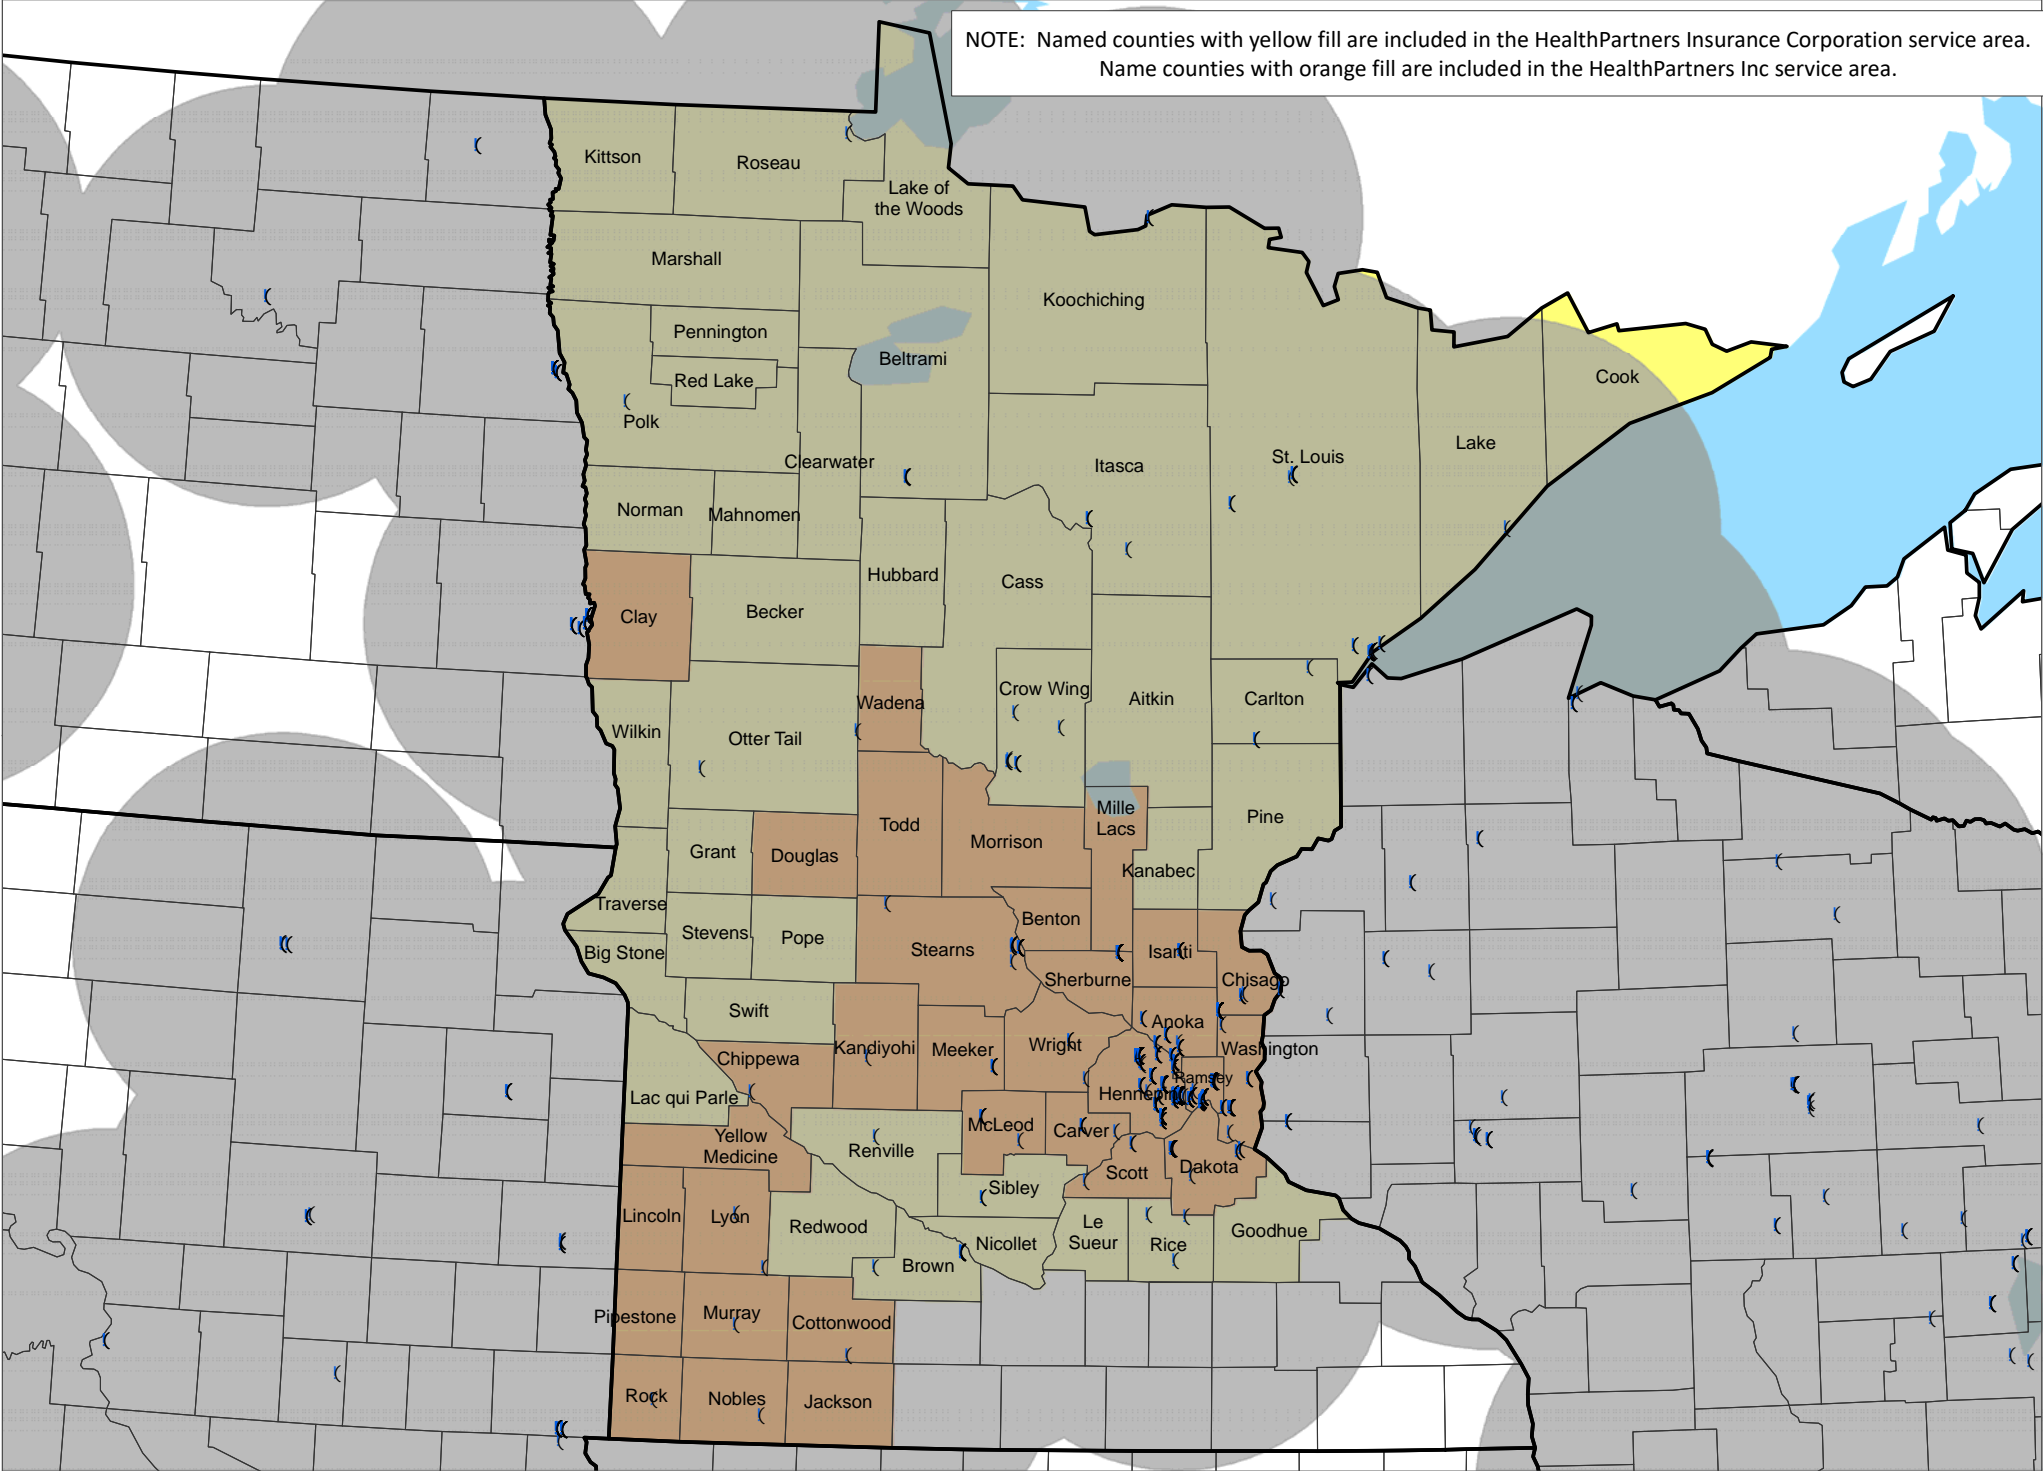 NOTE: Named counties with yellow fill are included in the HealthPartners Insurance Corporation service area.
Name counties with orange fill are included in the HealthPartners Inc service area.
Kittson
Roseau
Lake of
the Woods
Marshall
Koochiching
Pennington
Beltrami
Red Lake
Cook
Polk
Clearwater
Itasca
St. Louis
Lake
Norman
Mahnomen
Hubbard
Cass
Clay
Becker
Wadena
Crow Wing
Aitkin
Carlton
Wilkin
Otter Tail
Mille
Lacs
Pine
Todd
Morrison
Grant
Douglas
Kanabec
Traverse
Stevens
Pope
Benton
Big Stone
Stearns
Isanti
Sherburne
Chisago
Swift
Anoka
Chippewa
Kandiyohi
Meeker
Wright
Washington
Ramsey
Lac qui Parle
Hennepin
McLeod
Carver
Yellow
Medicine
Renville
Scott
Dakota
Sibley
Lincoln
Lyon
Redwood
Le
Sueur
Rice
Goodhue
Nicollet
Brown
Pipestone
Murray
Cottonwood
Rock
Nobles
Jackson